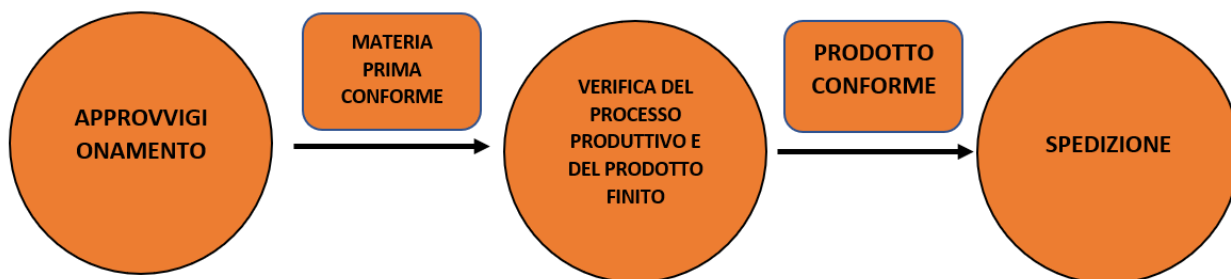 APPROVVIGI
ONAMENTO
MATERIA
PRIMA
CONFORME
VERIFICA DEL
PROCESSO
PRODUTTIVO E
DEL PRODOTTO
FINITO
PRODOTTO
CONFORME
SPEDIZIONE